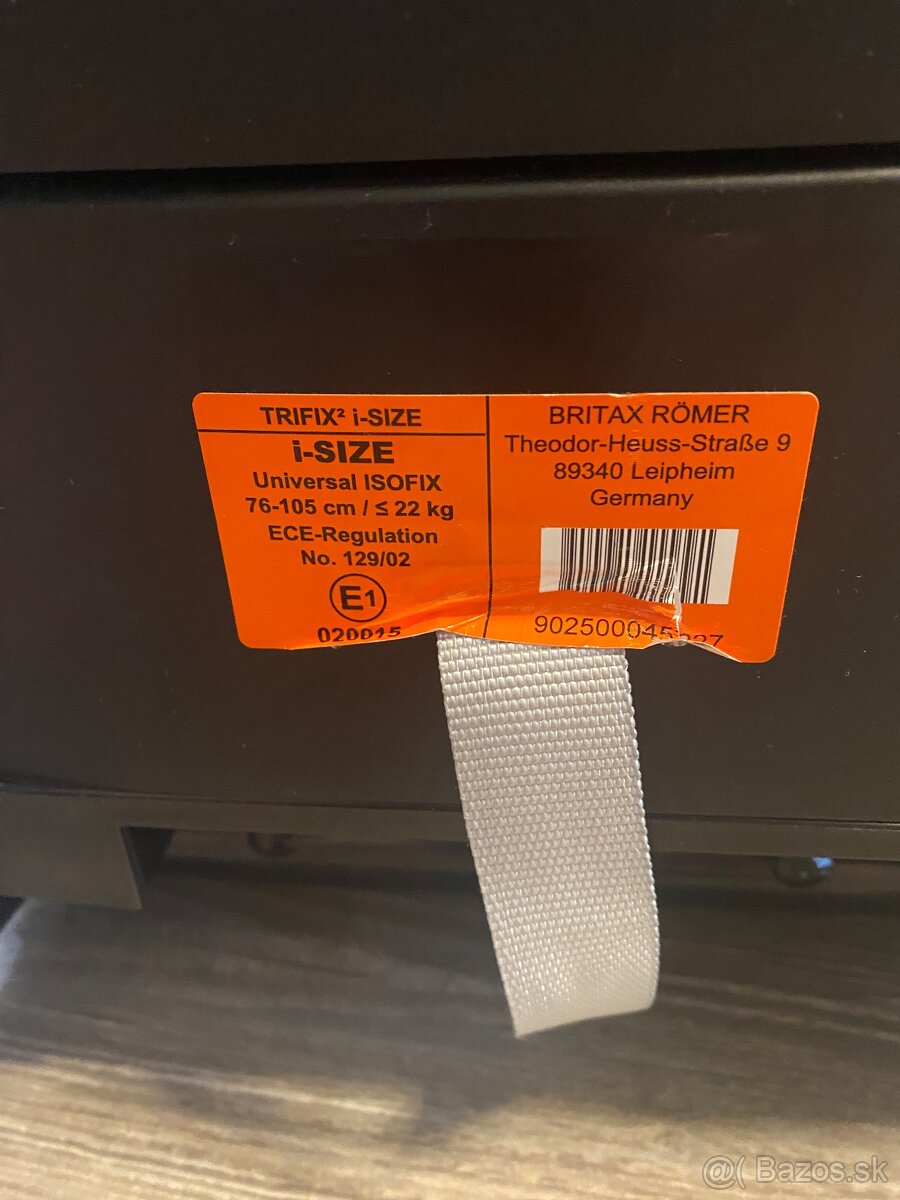 TRIFIX² i-SIZE
i-SIZE
Universal ISOFIX
76-105 cm / ≤ 22 kg
ECE-Regulation
No. 129/02
E1
020015
BRITAX RÖMER
Theodor-Heuss-Straße 9
89340 Leipheim
Germany
@( Bazos.sk